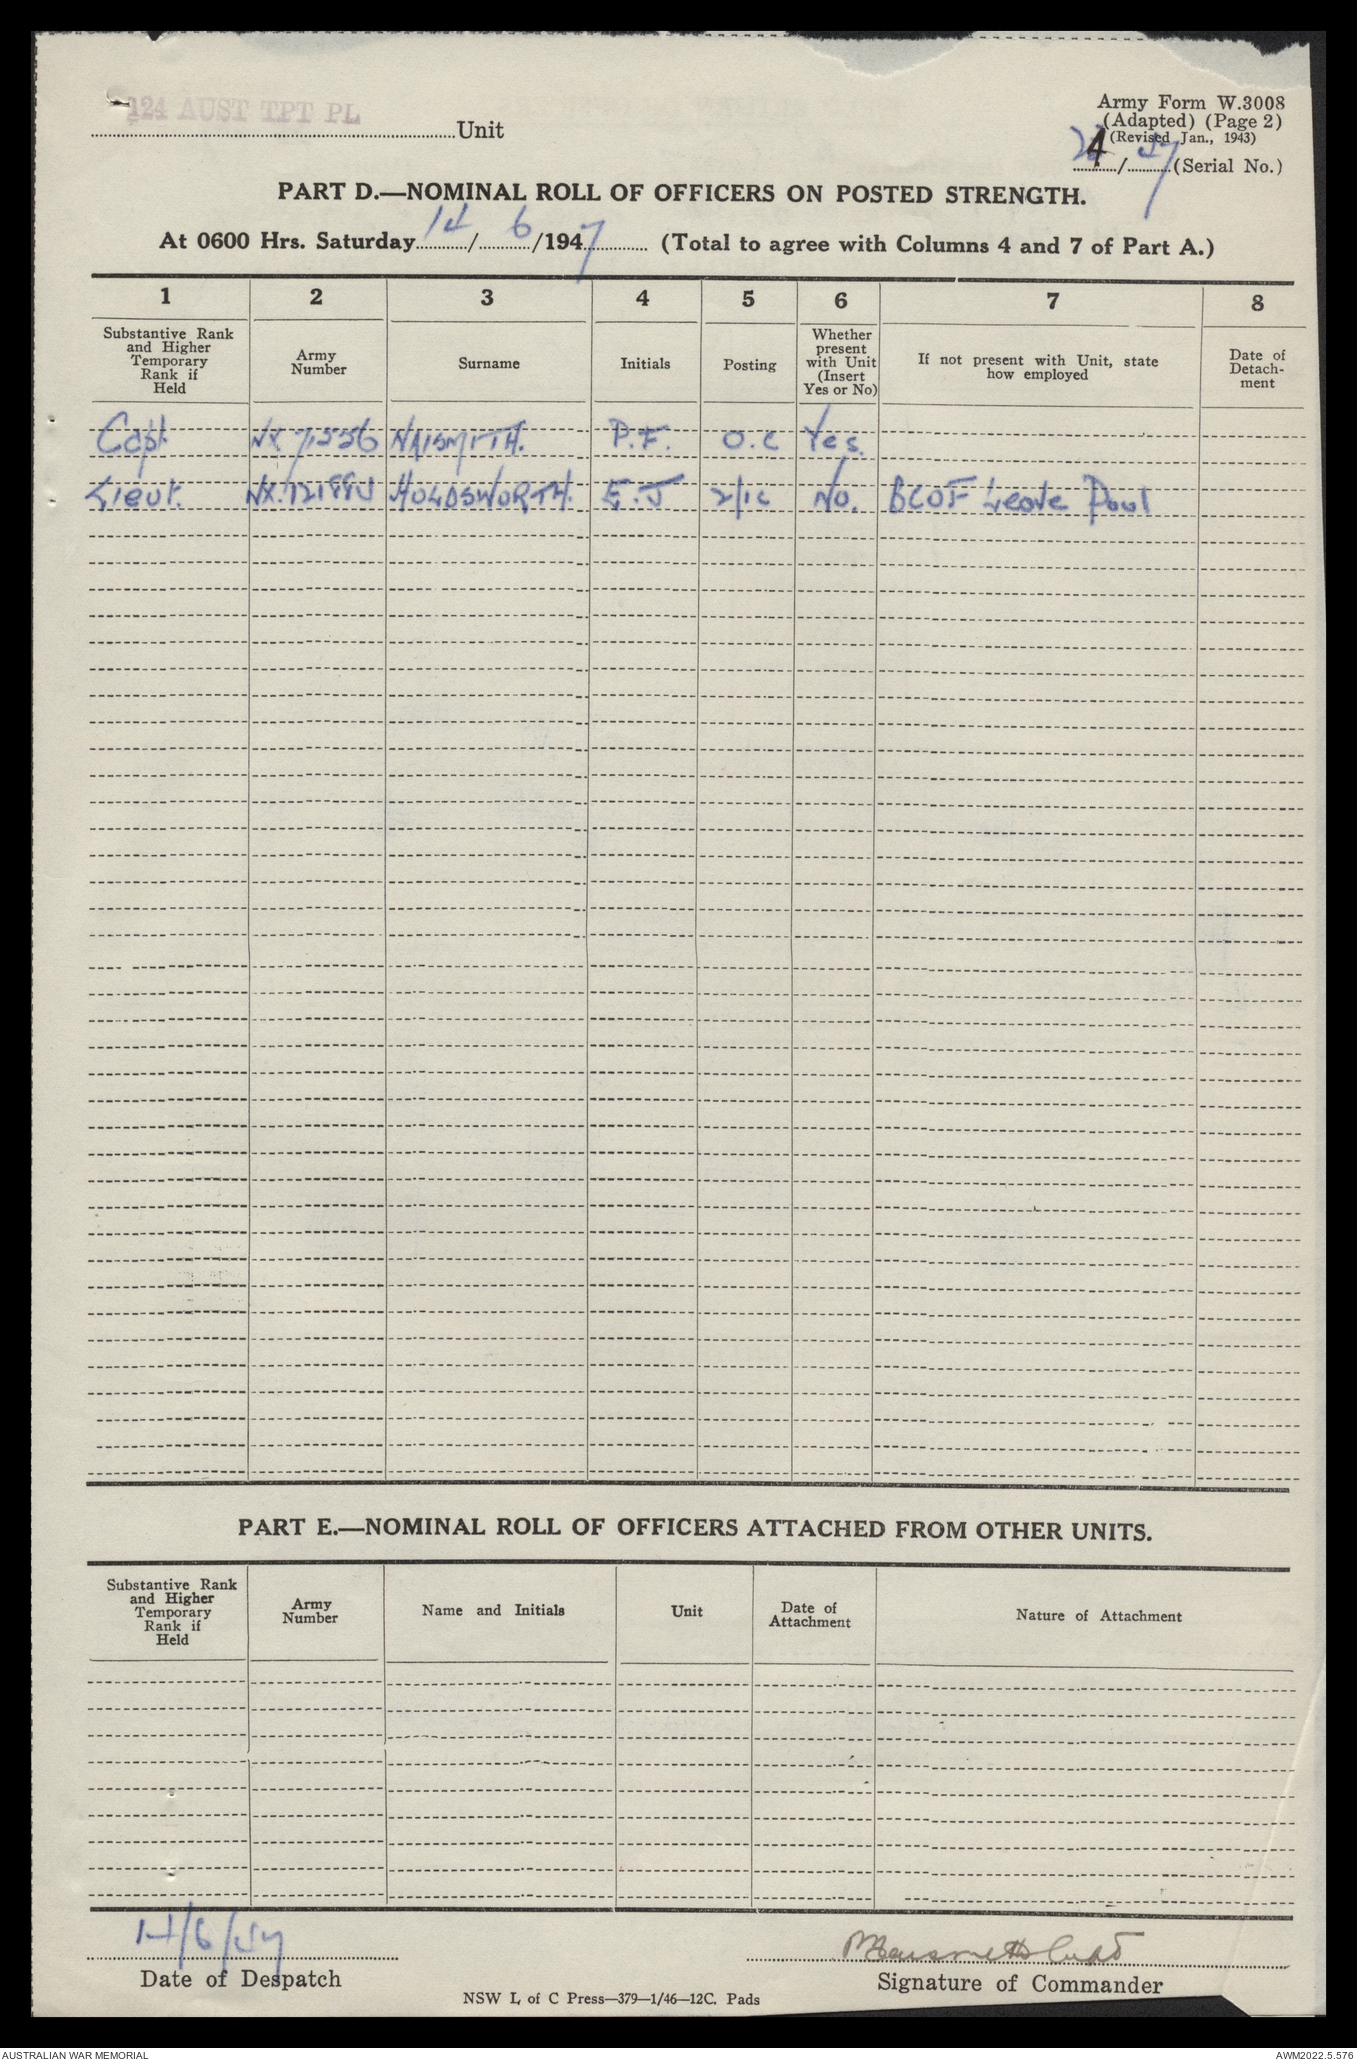 124 AUST TPT PL
Unit
Army Form W.3008
(Adapted) (Page 2)
(Revised Jan., 1943)
4/47 (Serial No.)
PART D.—NOMINAL ROLL OF OFFICERS ON POSTED STRENGTH.
At 0600 Hrs. Saturday 14/6/1947 (Total to agree with Columns 4 and 7 of Part A.)
1 2 3 4 5 6 7 8
Substantive Rank and Higher Temporary Rank if Held
Army Number
Surname
Initials
Posting
Whether present with Unit (Insert Yes or No)
If not present with Unit, state how employed
Date of Detach- ment
Capt. NAISMITH. P.F. O.C Yes.
Lieut. HOLDSWORTH. E.J 2/1c No. BCOF Leave Pool
PART E.—NOMINAL ROLL OF OFFICERS ATTACHED FROM OTHER UNITS.
Substantive Rank and Higher Temporary Rank if Held
Army Number
Name and Initials
Unit
Date of Attachment
Nature of Attachment
14/6/47
Date of Despatch
Naismith Capt
Signature of Commander
NSW L of C Press—379—1/46—12C. Pads
AUSTRALIAN WAR MEMORIAL
AWM2022.5.576